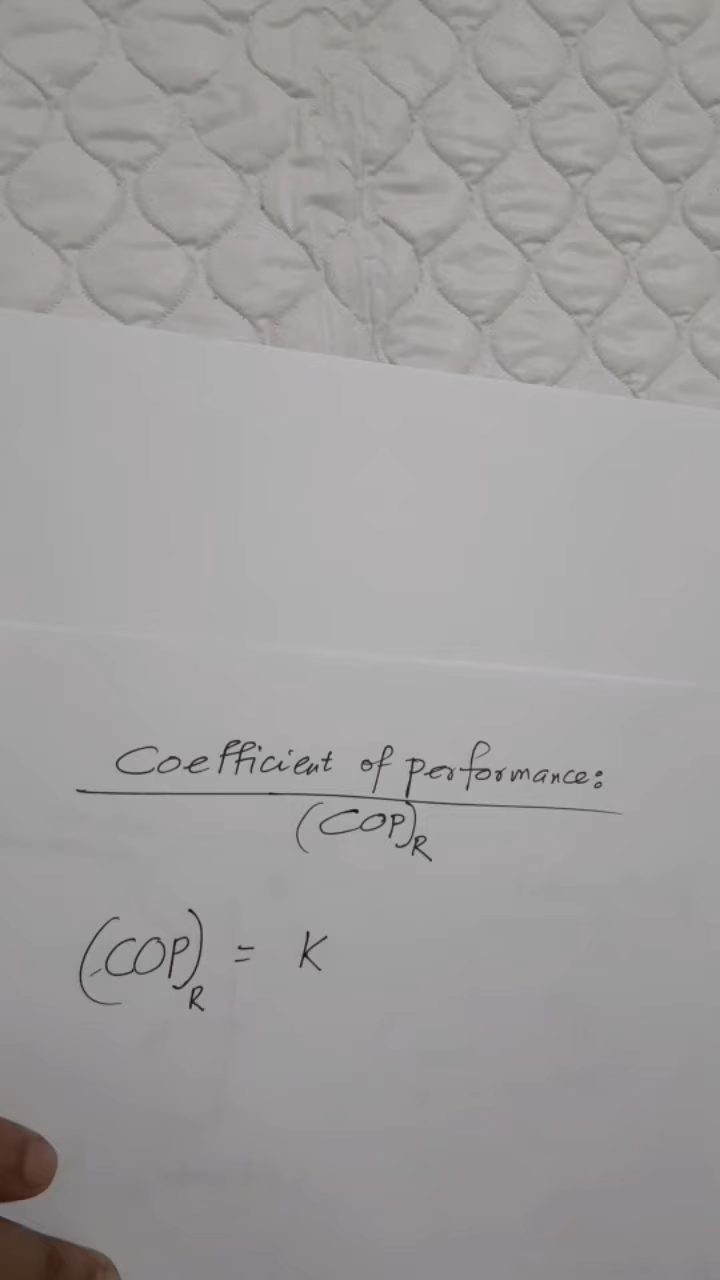 Coefficient of performance:
(COP)R
(COP)R = K